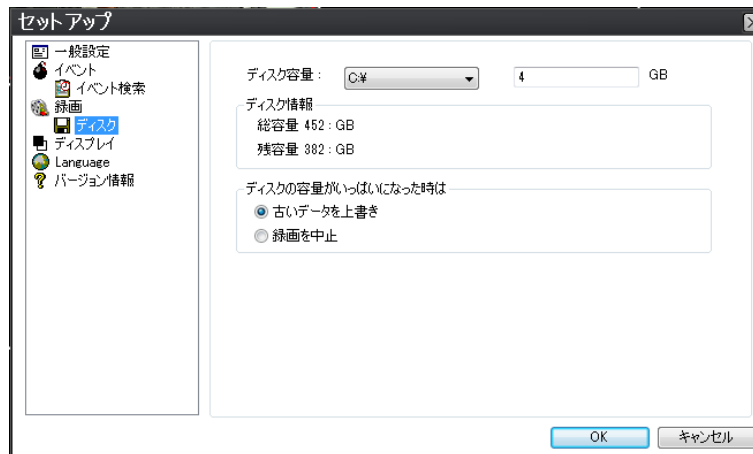 セットアップ
一般設定
イベント
イベント検索
録画
ディスク
ディスプレイ
Language
バージョン情報
ディスク容量 : C:¥ 4 GB
ディスク情報
総容量 452 : GB
残容量 382 : GB
ディスクの容量がいっぱいになった時は
古いデータを上書き
録画を中止
OK キャンセル